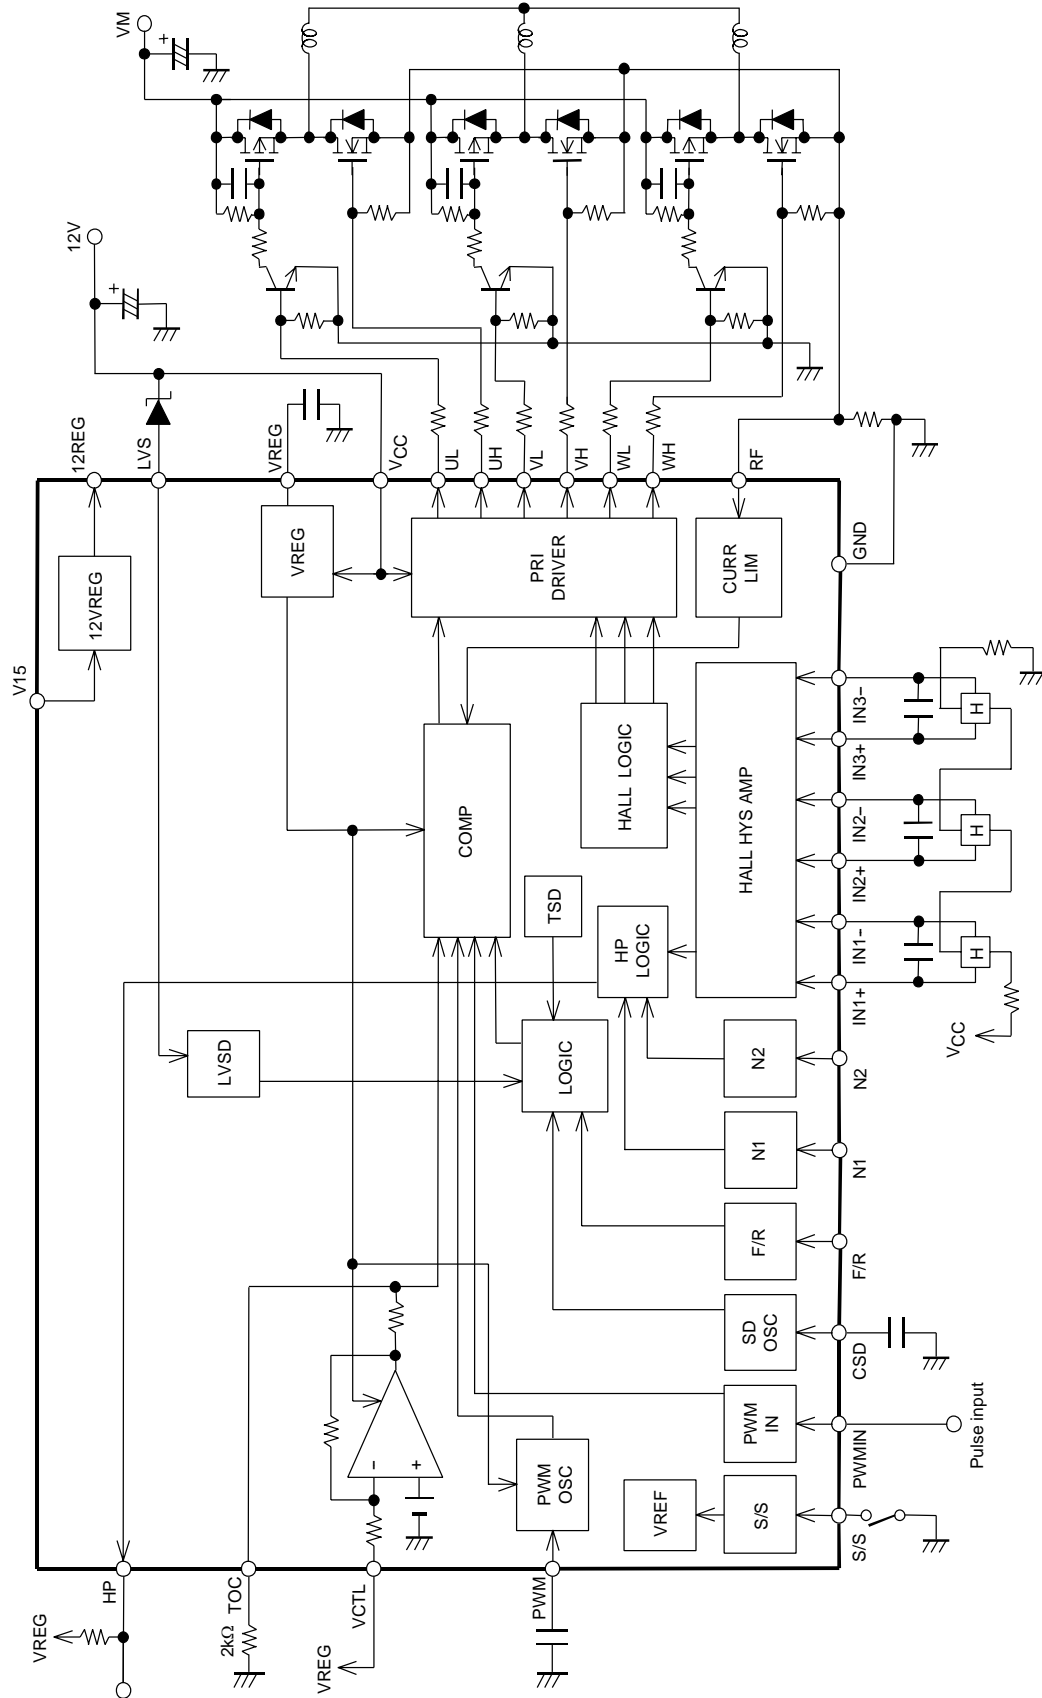 VM
+
12V
+
12REG
LVS
VREG
VCC
UL
UH
VL
VH
WL
WH
RF
V15
12VREG
VREG
PRI
DRIVER
CURR
LIM
GND
COMP
HALL LOGIC
HALL HYS AMP
IN3−
IN3+
IN2−
IN2+
IN1−
IN1+
H
H
H
VCC
TSD
HP
LOGIC
LVSD
LOGIC
N2
N2
N1
N1
F/R
F/R
SD
OSC
CSD
PWM
IN
PWMIN
Pulse input
−
+
PWM
OSC
VREF
S/S
S/S
HP
TOC
VCTL
PWM
VREG
2kΩ
VREG